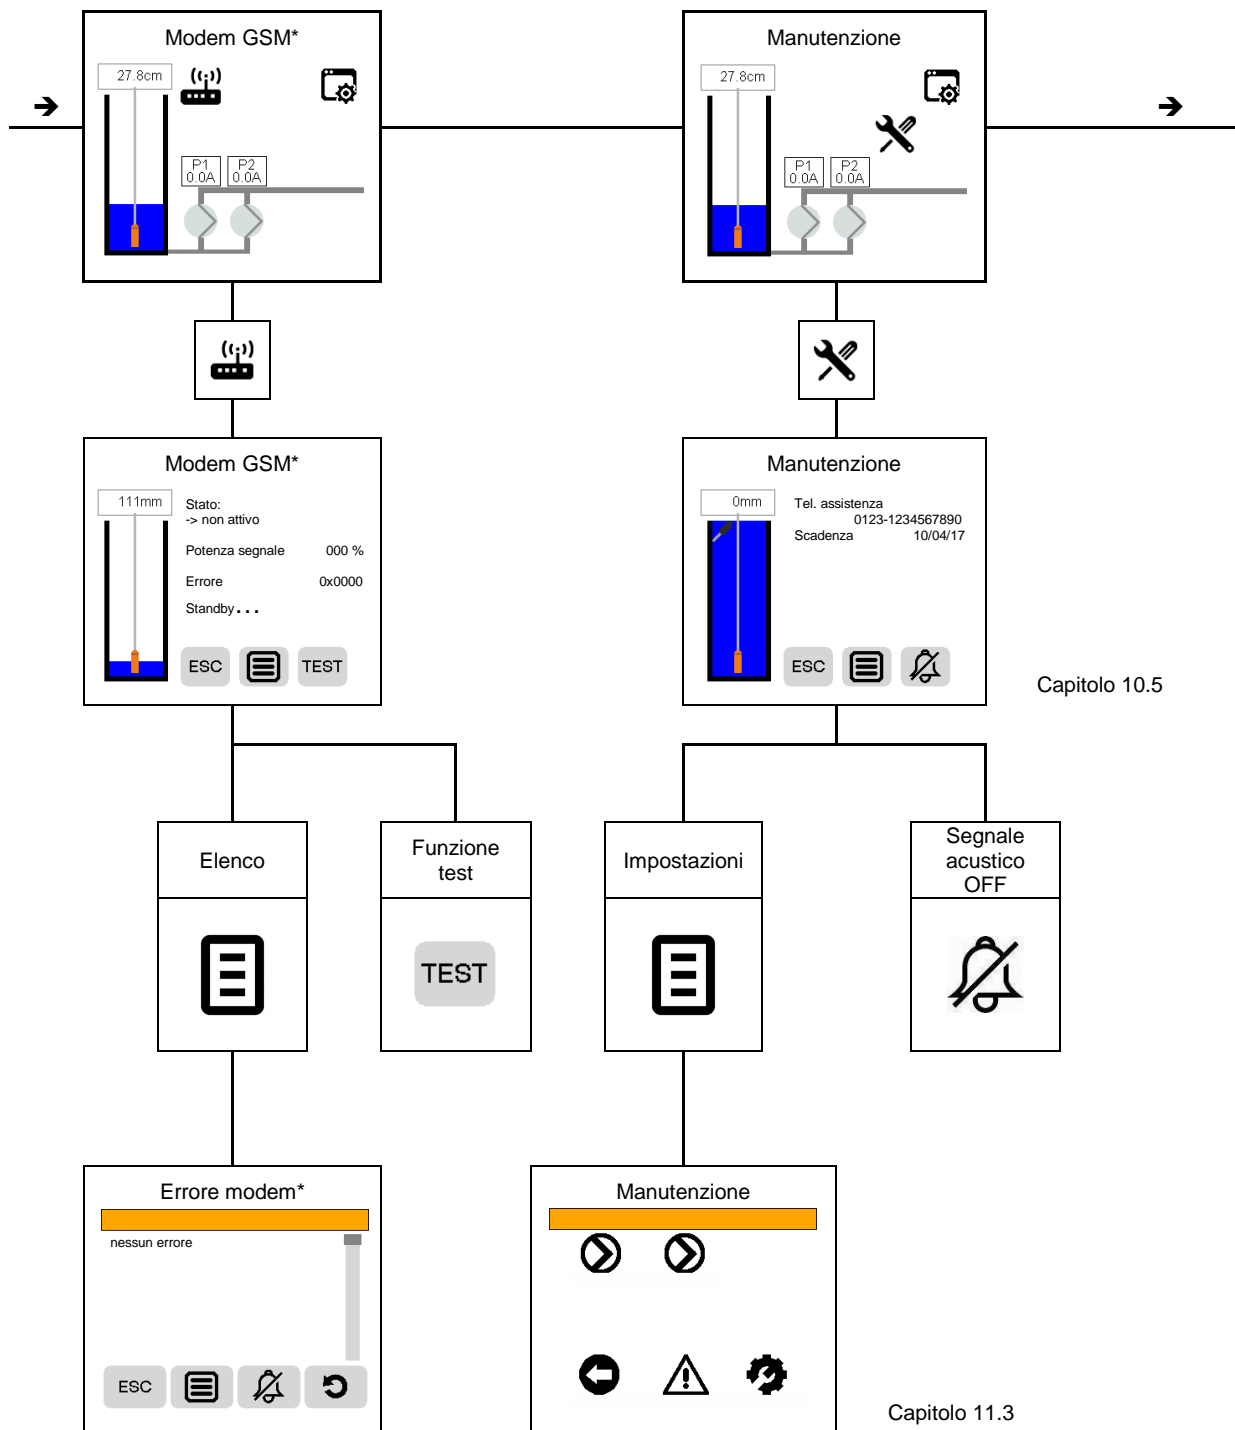 Modem GSM*
27.8cm
P1
0.0A
P2
0.0A
Manutenzione
27.8cm
P1
0.0A
P2
0.0A
Modem GSM*
111mm
Stato:
-> non attivo
Potenza segnale 000 %
Errore 0x0000
Standby...
ESC
TEST
Manutenzione
0mm
Tel. assistenza
0123-1234567890
Scadenza 10/04/17
ESC
Capitolo 10.5
Elenco
Funzione
test
TEST
Impostazioni
Segnale
acustico
OFF
Errore modem*
nessun errore
ESC
Manutenzione
Capitolo 11.3